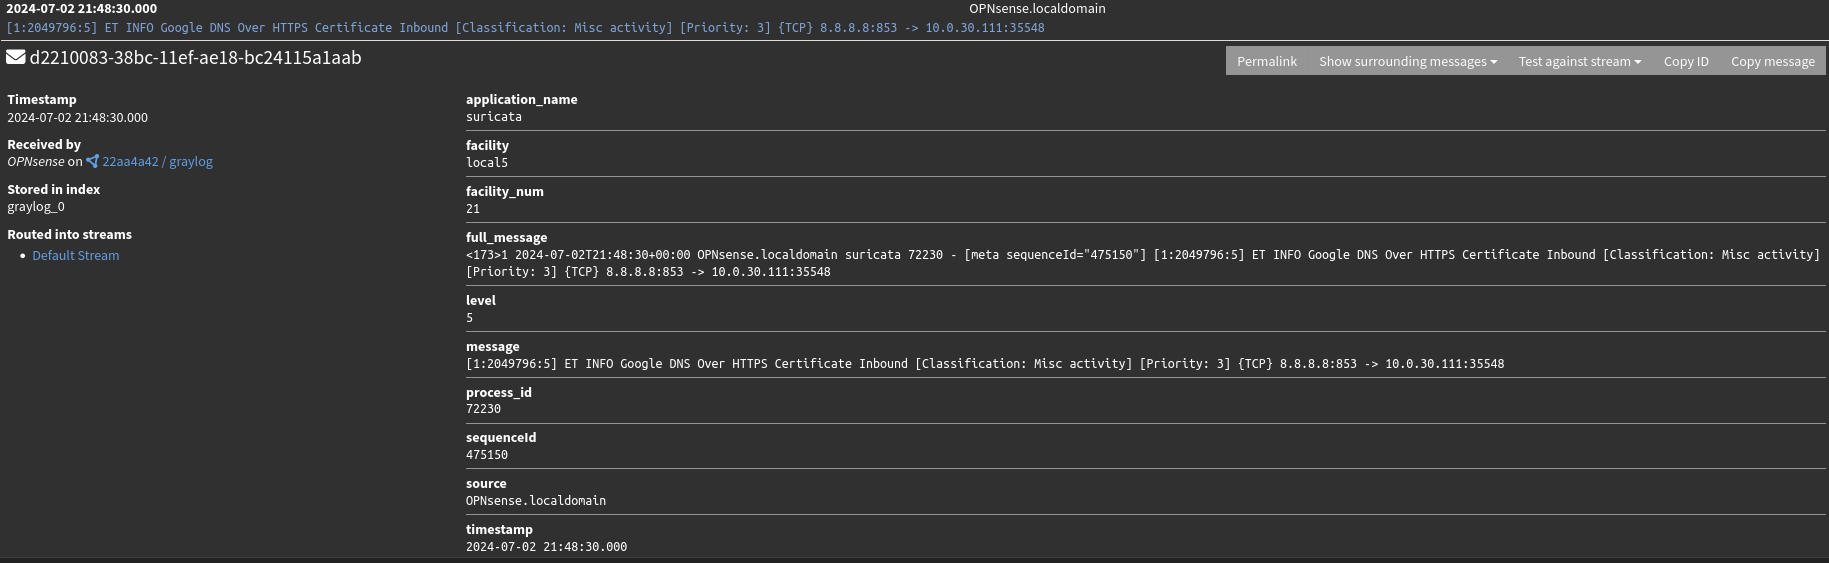 2024-07-02 21:48:30.000
OPNsense.localdomain
[1:2049796:5] ET INFO Google DNS Over HTTPS Certificate Inbound [Classification: Misc activity] [Priority: 3] {TCP} 8.8.8.8:853 -> 10.0.30.111:35548
d2210083-38bc-11ef-ae18-bc24115a1aab
Permalink
Show surrounding messages
Test against stream
Copy ID
Copy message
Timestamp
2024-07-02 21:48:30.000
Received by
OPNsense on 22aa4a42 / graylog
Stored in index
graylog_0
Routed into streams
• Default Stream
application_name
suricata
facility
local5
facility_num
21
full_message
<173>1 2024-07-02T21:48:30+00:00 OPNsense.localdomain suricata 72230 - [meta sequenceId="475150"] [1:2049796:5] ET INFO Google DNS Over HTTPS Certificate Inbound [Classification: Misc activity]
[Priority: 3] {TCP} 8.8.8.8:853 -> 10.0.30.111:35548
level
5
message
[1:2049796:5] ET INFO Google DNS Over HTTPS Certificate Inbound [Classification: Misc activity] [Priority: 3] {TCP} 8.8.8.8:853 -> 10.0.30.111:35548
process_id
72230
sequenceId
475150
source
OPNsense.localdomain
timestamp
2024-07-02 21:48:30.000